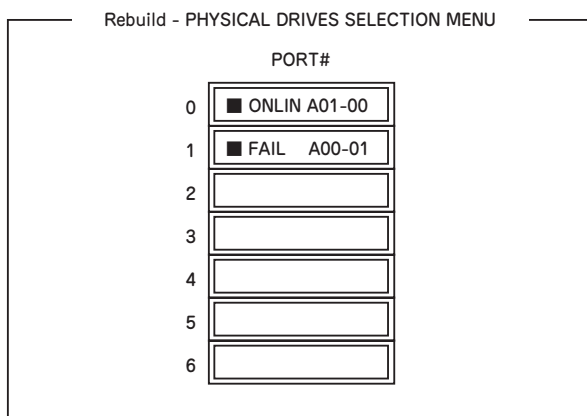 Rebuild - PHYSICAL DRIVES SELECTION MENU
PORT#
0 ■ ONLIN A01-00
1 ■ FAIL A00-01
2
3
4
5
6